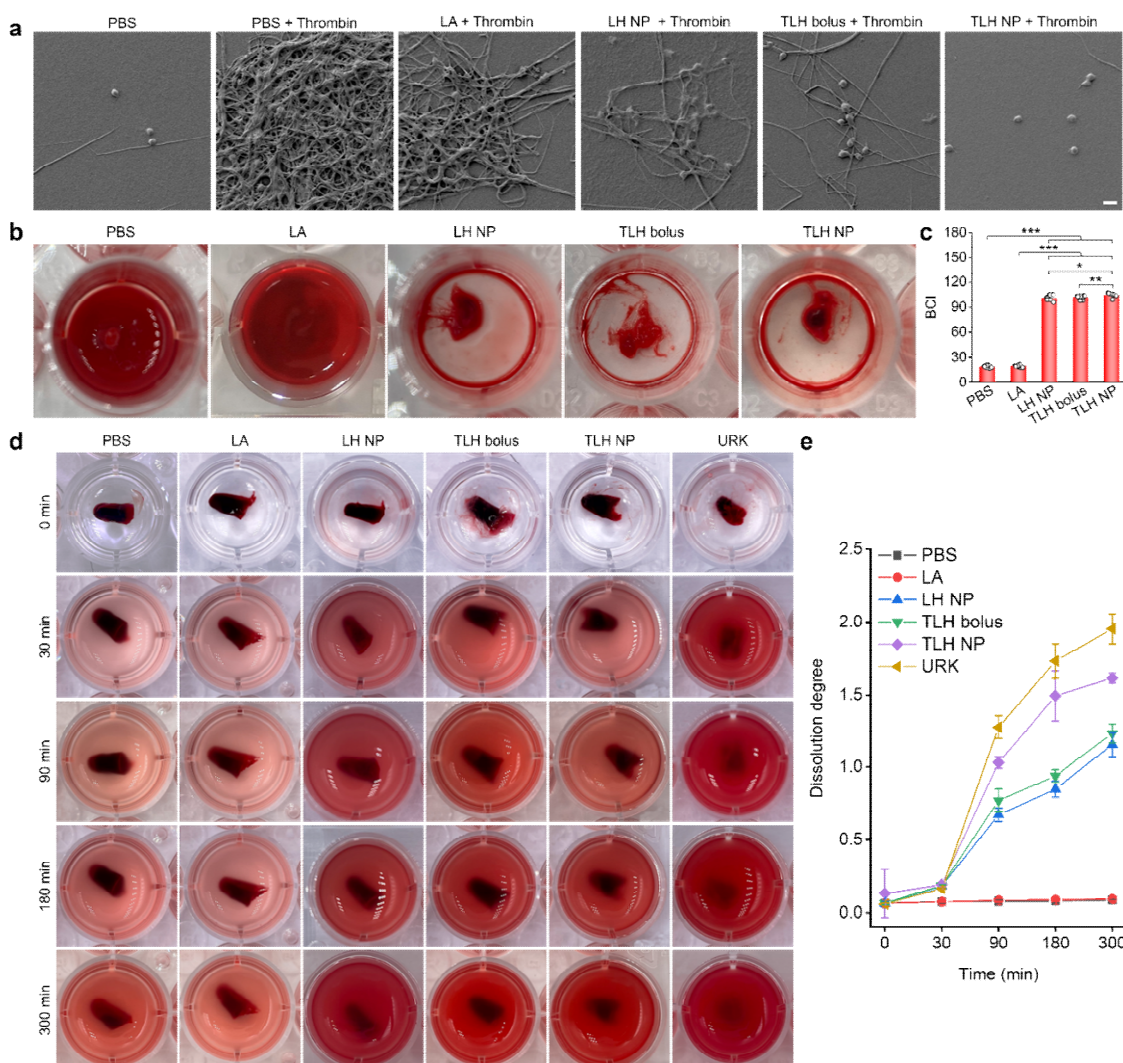 a
PBS
PBS + Thrombin
LA + Thrombin
LH NP + Thrombin
TLH bolus + Thrombin
TLH NP + Thrombin
b
PBS
LA
LH NP
TLH bolus
TLH NP
c
BCI
180
150
120
90
60
30
0
***
***
*
**
PBS
LA
LH NP
TLH bolus
TLH NP
d
PBS
LA
LH NP
TLH bolus
TLH NP
URK
0 min
30 min
90 min
180 min
300 min
e
Dissolution degree
2.5
2.0
1.5
1.0
0.5
0.0
PBS
LA
LH NP
TLH bolus
TLH NP
URK
0
30
90
180
300
Time (min)